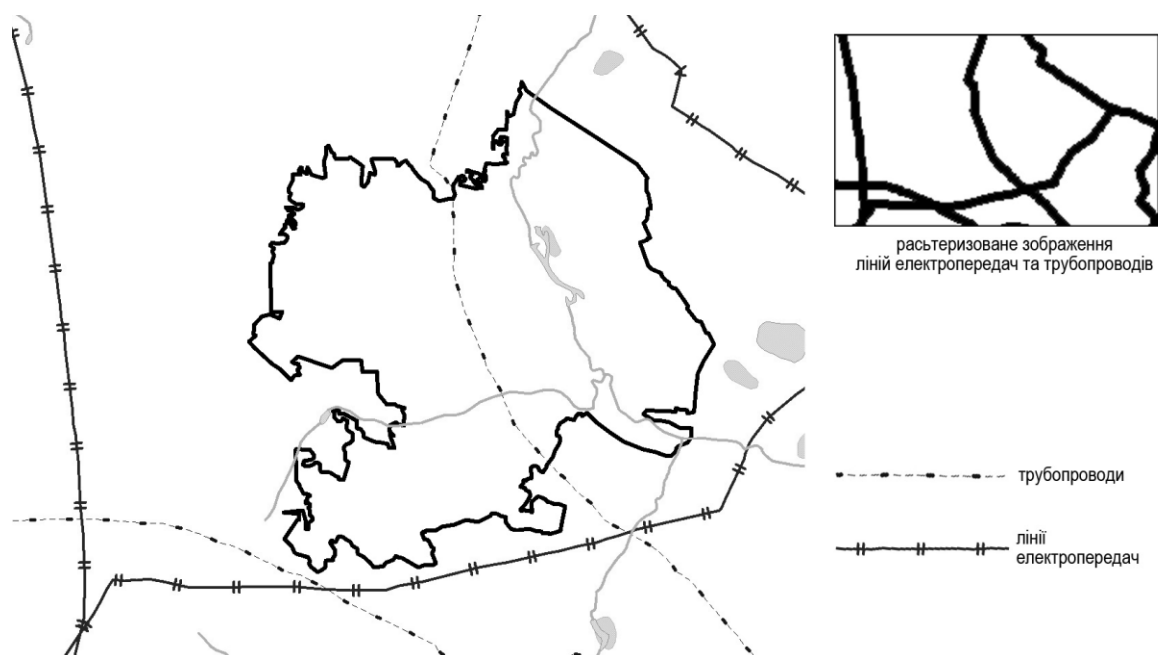 расьтеризоване зображення
ліній електропередач та трубопроводів
трубопроводи
лінії
електропередач